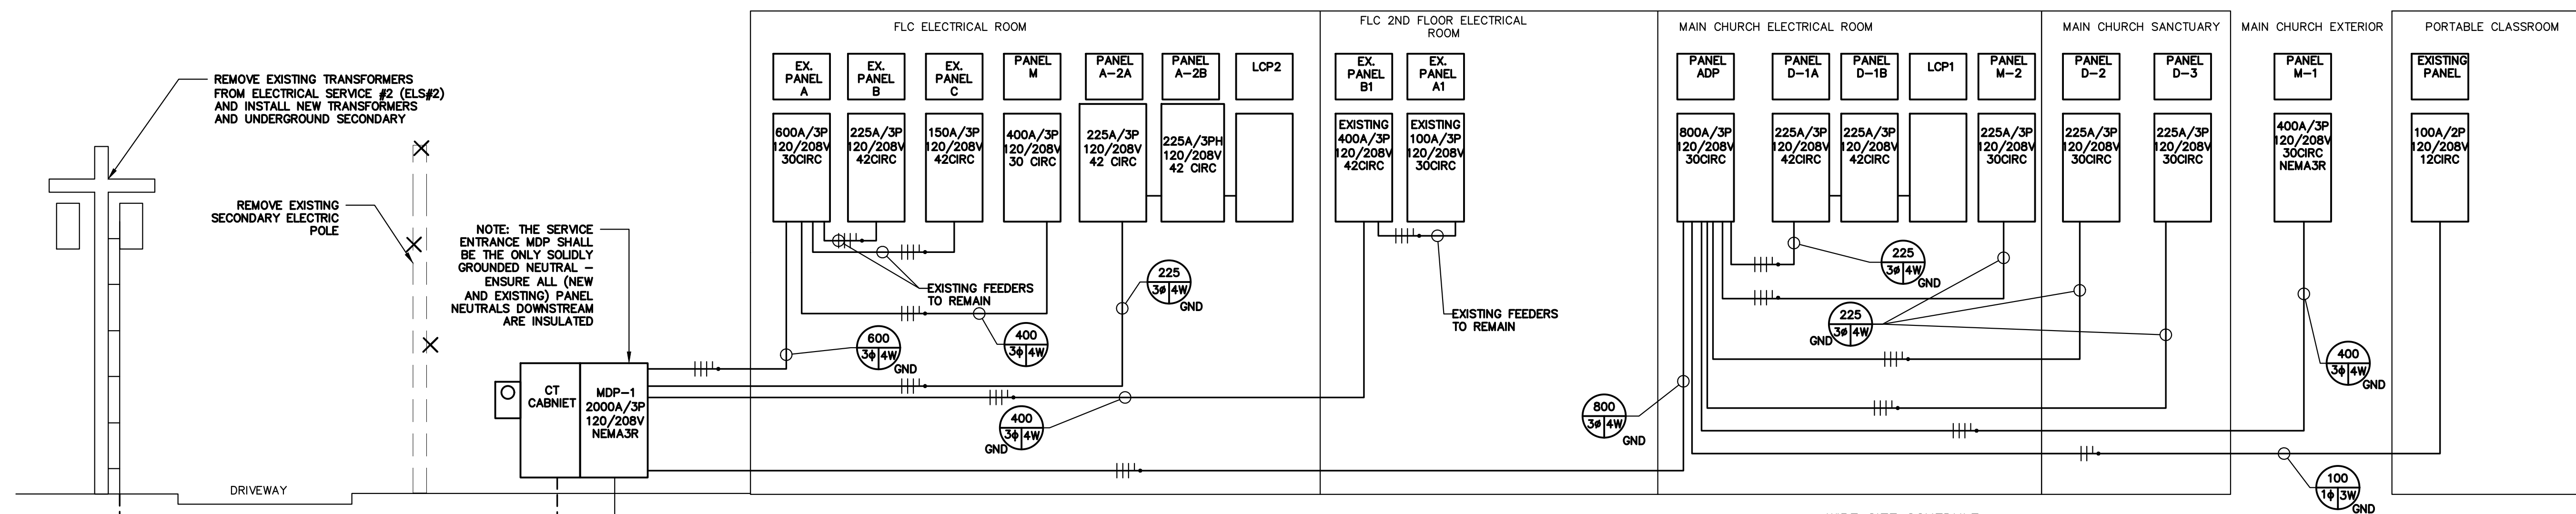 FLC ELECTRICAL ROOM
FLC 2ND FLOOR ELECTRICAL
ROOM
MAIN CHURCH ELECTRICAL ROOM
MAIN CHURCH SANCTUARY
MAIN CHURCH EXTERIOR
PORTABLE CLASSROOM
REMOVE EXISTING TRANSFORMERS
FROM ELECTRICAL SERVICE #2 (ELS#2)
AND INSTALL NEW TRANSFORMERS
AND UNDERGROUND SECONDARY
REMOVE EXISTING
SECONDARY ELECTRIC
POLE
NOTE: THE SERVICE
ENTRANCE MDP SHALL
BE THE ONLY SOLIDLY
GROUNDED NEUTRAL –
ENSURE ALL (NEW
AND EXISTING) PANEL
NEUTRALS DOWNSTREAM
ARE INSULATED
DRIVEWAY
CT
CABNIET
MDP–1
2000A/3P
120/208V
NEMA3R
EX.
PANEL
A
600A/3P
120/208V
30CIRC
EX.
PANEL
B
225A/3P
120/208V
42CIRC
EX.
PANEL
C
150A/3P
120/208V
42CIRC
PANEL
M
400A/3P
120/208V
30 CIRC
PANEL
A–2A
225A/3P
120/208V
42 CIRC
PANEL
A–2B
225A/3PH
120/208V
42 CIRC
LCP2
EXISTING FEEDERS
TO REMAIN
600
3ϕ 4W
GND
400
3ϕ 4W
225
3ø 4W
GND
400
3ϕ 4W
GND
EX.
PANEL
B1
EXISTING
400A/3P
120/208V
42CIRC
EX.
PANEL
A1
EXISTING
100A/3P
120/208V
30CIRC
EXISTING FEEDERS
TO REMAIN
PANEL
ADP
800A/3P
120/208V
30CIRC
PANEL
D–1A
225A/3P
120/208V
42CIRC
PANEL
D–1B
225A/3P
120/208V
42CIRC
LCP1
PANEL
M–2
225A/3P
120/208V
30CIRC
PANEL
D–2
225A/3P
120/208V
30CIRC
PANEL
D–3
225A/3P
120/208V
30CIRC
PANEL
M–1
400A/3P
120/208V
30CIRC
NEMA3R
EXISTING
PANEL
100A/2P
120/208V
12CIRC
225
3ø 4W
GND
225
3ø 4W
GND
800
3ø 4W
GND
400
3ϕ 4W
GND
100
1ϕ 3W
GND